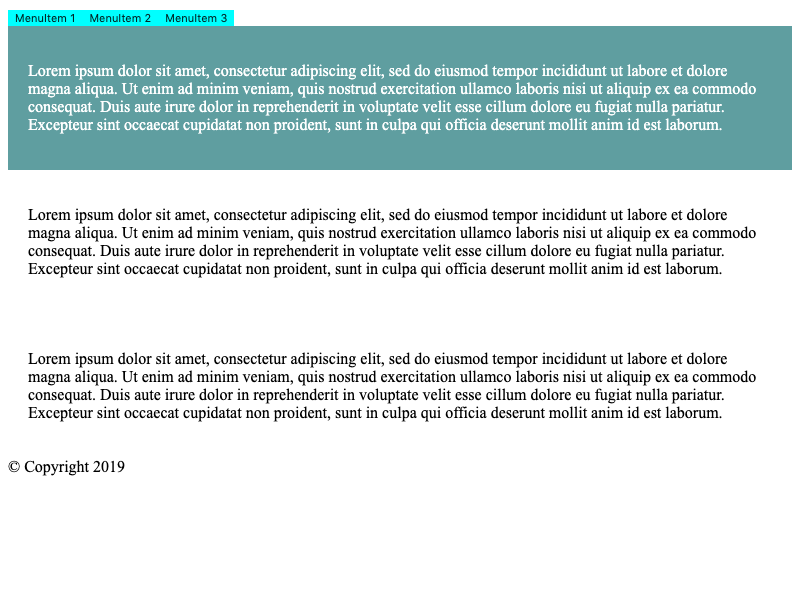 MenuItem 1 MenuItem 2 MenuItem 3
Lorem ipsum dolor sit amet, consectetur adipiscing elit, sed do eiusmod tempor incididunt ut labore et dolore
magna aliqua. Ut enim ad minim veniam, quis nostrud exercitation ullamco laboris nisi ut aliquip ex ea commodo
consequat. Duis aute irure dolor in reprehenderit in voluptate velit esse cillum dolore eu fugiat nulla pariatur.
Excepteur sint occaecat cupidatat non proident, sunt in culpa qui officia deserunt mollit anim id est laborum.
Lorem ipsum dolor sit amet, consectetur adipiscing elit, sed do eiusmod tempor incididunt ut labore et dolore
magna aliqua. Ut enim ad minim veniam, quis nostrud exercitation ullamco laboris nisi ut aliquip ex ea commodo
consequat. Duis aute irure dolor in reprehenderit in voluptate velit esse cillum dolore eu fugiat nulla pariatur.
Excepteur sint occaecat cupidatat non proident, sunt in culpa qui officia deserunt mollit anim id est laborum.
Lorem ipsum dolor sit amet, consectetur adipiscing elit, sed do eiusmod tempor incididunt ut labore et dolore
magna aliqua. Ut enim ad minim veniam, quis nostrud exercitation ullamco laboris nisi ut aliquip ex ea commodo
consequat. Duis aute irure dolor in reprehenderit in voluptate velit esse cillum dolore eu fugiat nulla pariatur.
Excepteur sint occaecat cupidatat non proident, sunt in culpa qui officia deserunt mollit anim id est laborum.
© Copyright 2019